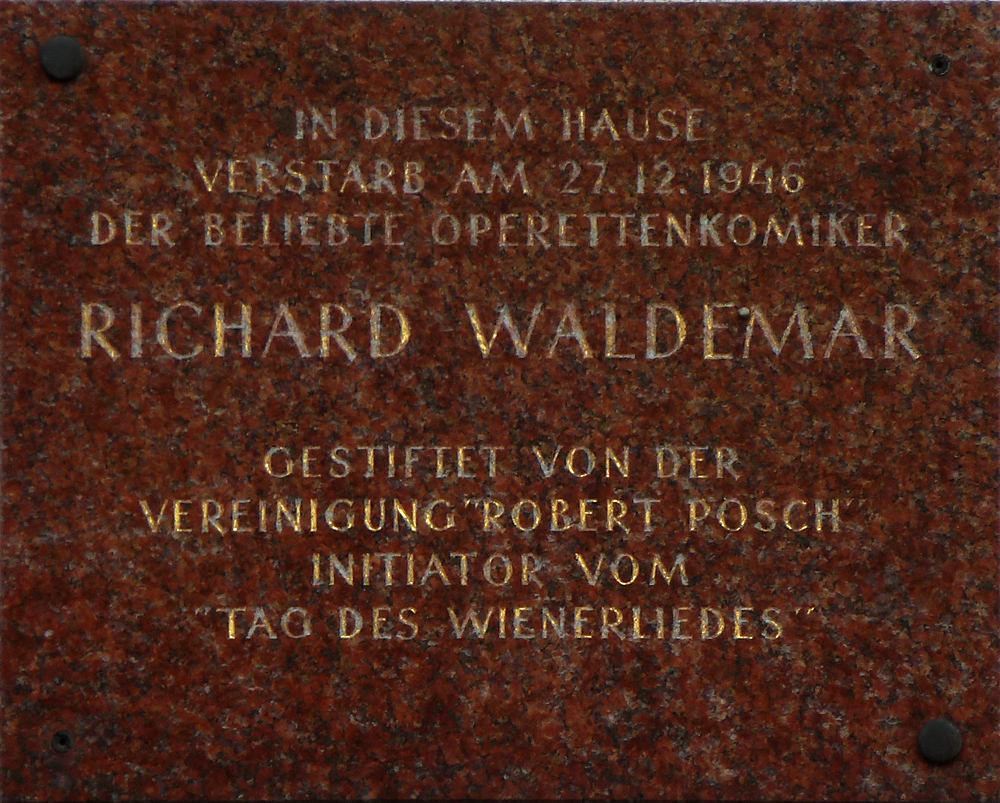 IN DIESEM HAUSE
VERSTARB AM 27.12.1946
DER BELIEBTE OPERETTENKOMIKER
RICHARD WALDEMAR
GESTIFTET VON DER
VEREINIGUNG "ROBERT POSCH"
INITIATOR VOM
"TAG DES WIENERLIEDES"